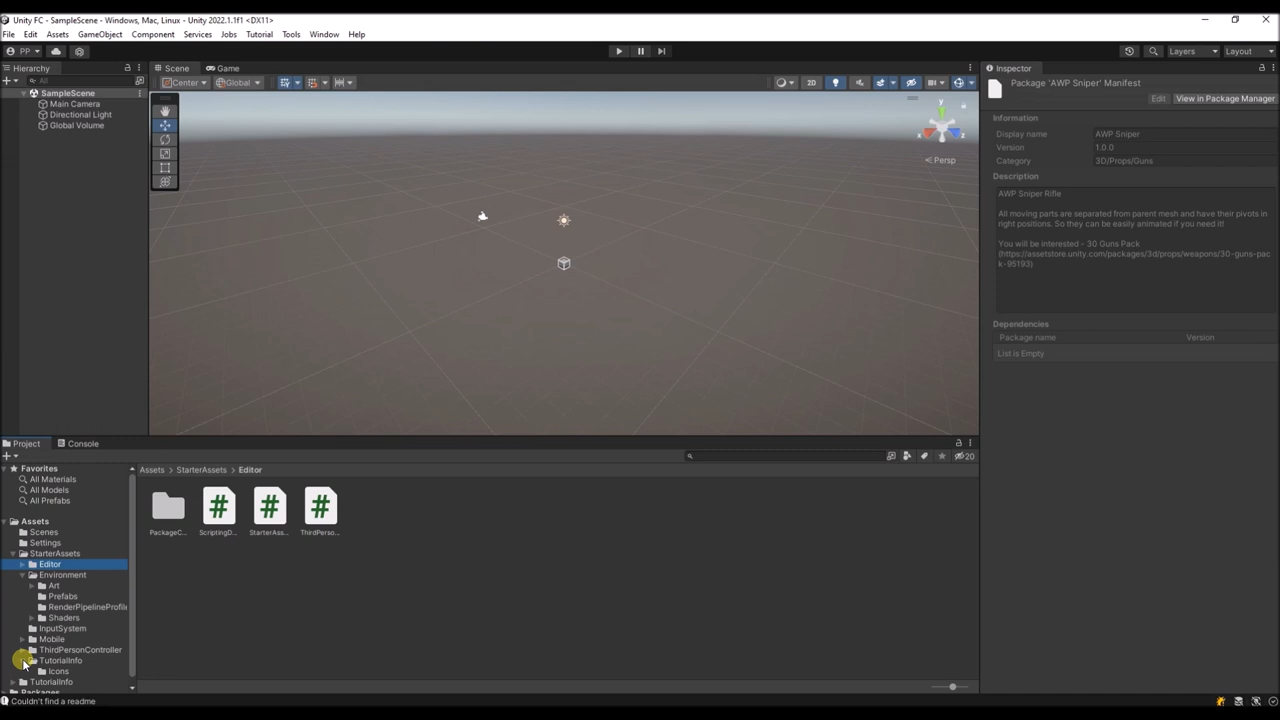 Unity FC - SampleScene - Windows, Mac, Linux - Unity 2022.1.1f1 <DX11>
File Edit Assets GameObject Component Services Jobs Tutorial Tools Window Help
PP Layers Layout
Hierarchy
All
SampleScene
Main Camera
Directional Light
Global Volume
Scene Game
Center Global 2D
y
x z
Persp
Inspector
Package 'AWP Sniper' Manifest
Edit View in Package Manager
Information
Display name AWP Sniper
Version 1.0.0
Category 3D/Props/Guns
Description
AWP Sniper Rifle
All moving parts are separated from parent mesh and have their pivots in
right positions. So they can be easily animated if you need it!
You will be interested - 30 Guns Pack
(https://assetstore.unity.com/packages/3d/props/weapons/30-guns-pac
k-95193)
Dependencies
Package name Version
List is Empty
Project Console
20
Favorites
All Materials
All Models
All Prefabs
Assets
Scenes
Settings
StarterAssets
Editor
Environment
Art
Prefabs
RenderPipelineProfile
Shaders
InputSystem
Mobile
ThirdPersonController
TutorialInfo
Icons
TutorialInfo
Packages
Assets StarterAssets Editor
PackageC... ScriptingD... StarterAss... ThirdPerso...
Couldn't find a readme